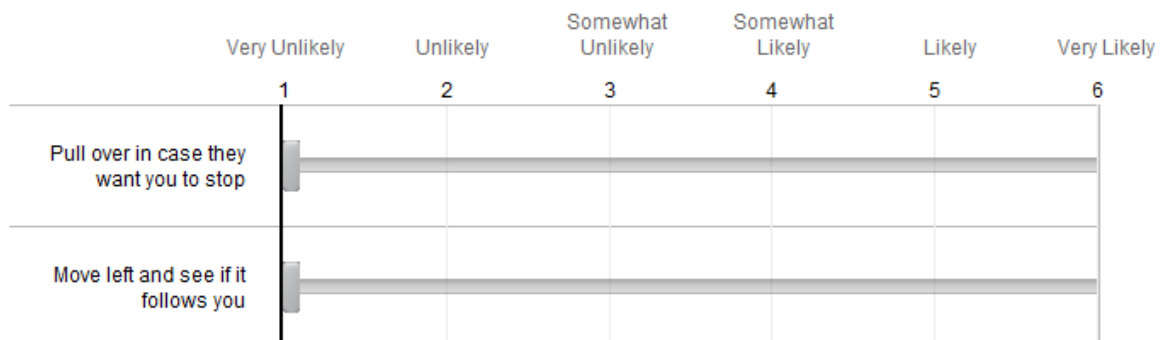 Somewhat Somewhat
Very Unlikely Unlikely Unlikely Likely Likely Very Likely
1 2 3 4 5 6
Pull over in case they
want you to stop
Move left and see if it
follows you